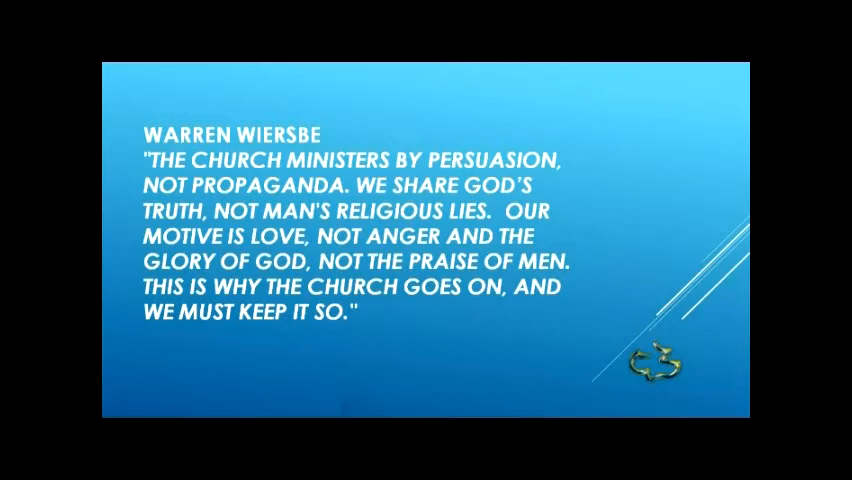 WARREN WIERSBE
"THE CHURCH MINISTERS BY PERSUASION,
NOT PROPAGANDA. WE SHARE GOD'S
TRUTH, NOT MAN'S RELIGIOUS LIES.  OUR
MOTIVE IS LOVE, NOT ANGER AND THE
GLORY OF GOD, NOT THE PRAISE OF MEN.
THIS IS WHY THE CHURCH GOES ON, AND
WE MUST KEEP IT SO."